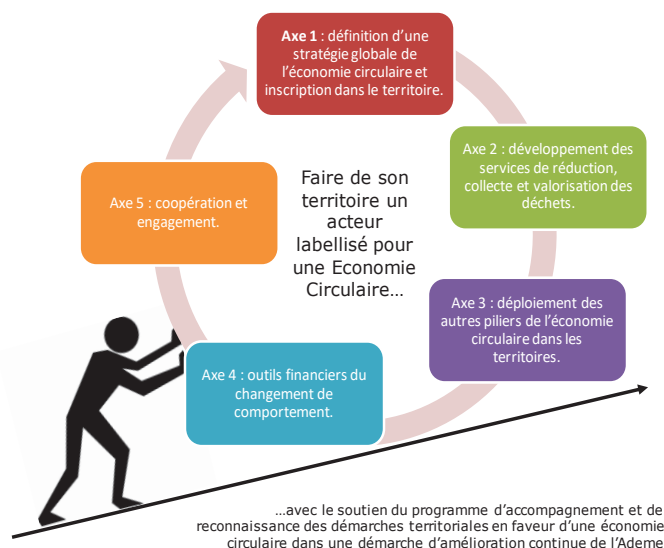 Axe 1 : définition d'une
stratégie globale de
l'économie circulaire et
inscription dans le territoire.
Axe 2 : développement des
services de réduction,
collecte et valorisation des
déchets.
Faire de son
territoire un
acteur
labellisé pour
une Economie
Circulaire…
Axe 5 : coopération et
engagement.
Axe 3 : déploiement des
autres piliers de l'économie
circulaire dans les
territoires.
Axe 4 : outils financiers du
changement de
comportement.
…avec le soutien du programme d'accompagnement et de
reconnaissance des démarches territoriales en faveur d'une économie
circulaire dans une démarche d'amélioration continue de l'Ademe